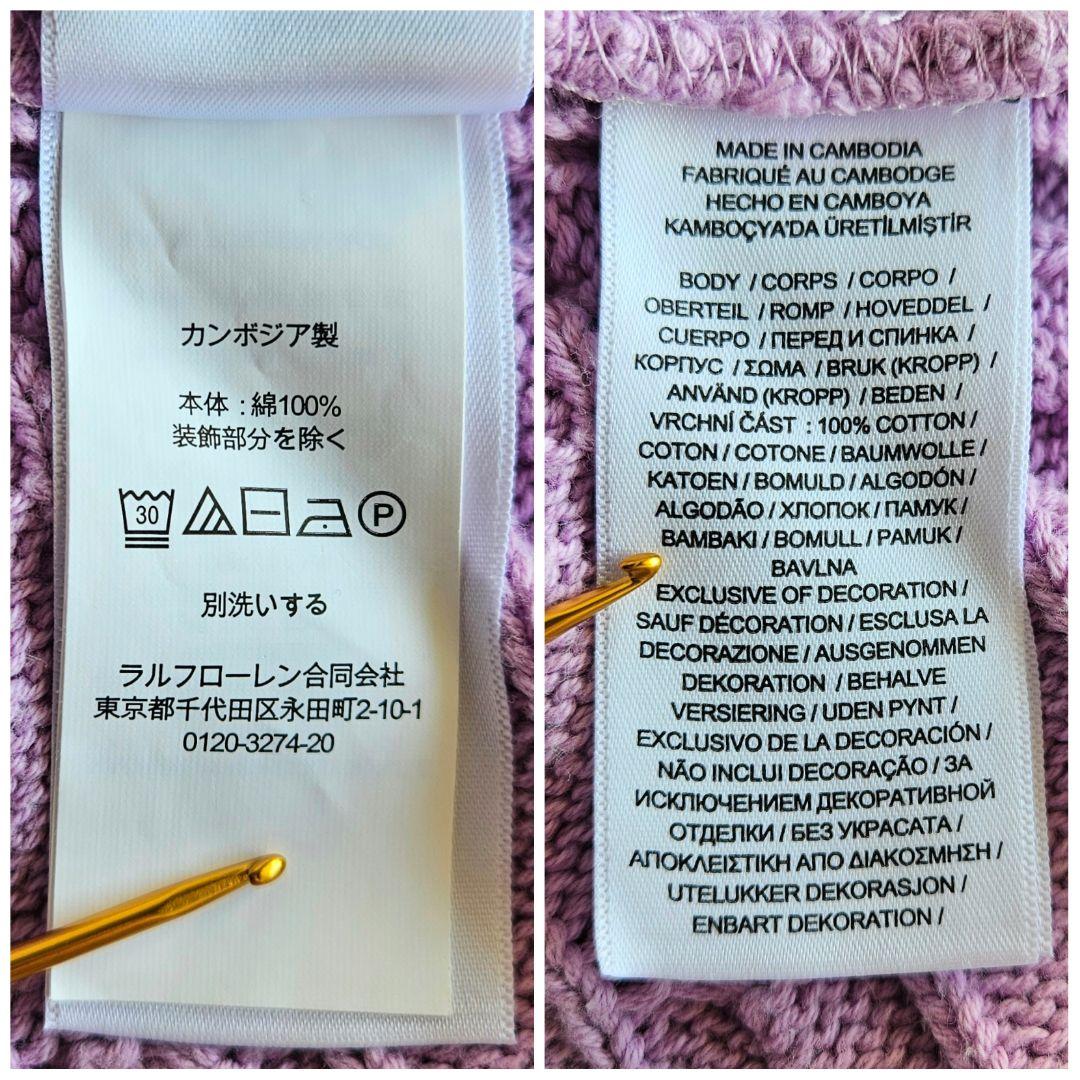 カンボジア製
本体 : 綿100%
装飾部分を除く
30
P
別洗いする
ラルフローレン合同会社
東京都千代田区永田町2-10-1
0120-3274-20
MADE IN CAMBODIA
FABRIQUÉ AU CAMBODGE
HECHO EN CAMBOYA
KAMBOÇYA'DA ÜRETİLMİŞTİR
BODY / CORPS / CORPO /
OBERTEIL / ROMP / HOVEDDEL /
CUERPO / ПЕРЕД И СПИНКА /
КОРПУС / ΣΩΜΑ / BRUK (KROPP) /
ANVÄND (KROPP) / BEDEN /
VRCHNÍ ČÁST : 100% COTTON /
COTON / COTONE / BAUMWOLLE /
KATOEN / BOMULD / ALGODÓN /
ALGODÃO / ХЛОПОК / ПАМУК /
BAMBAKI / BOMULL / PAMUK /
BAVLNA
EXCLUSIVE OF DECORATION /
SAUF DÉCORATION / ESCLUSA LA
DECORAZIONE / AUSGENOMMEN
DEKORATION / BEHALVE
VERSIERING / UDEN PYNT /
EXCLUSIVO DE LA DECORACIÓN /
NÃO INCLUI DECORAÇÃO / ЗА
ИСКЛЮЧЕНИЕМ ДЕКОРАТИВНОЙ
ОТДЕЛКИ / БЕЗ УКРАСАТА /
ΑΠΟΚΛΕΙΣΤΙΚΗ ΑΠΟ ΔΙΑΚΟΣΜΗΣΗ /
UTELUKKER DEKORASJON /
ENBART DEKORATION /